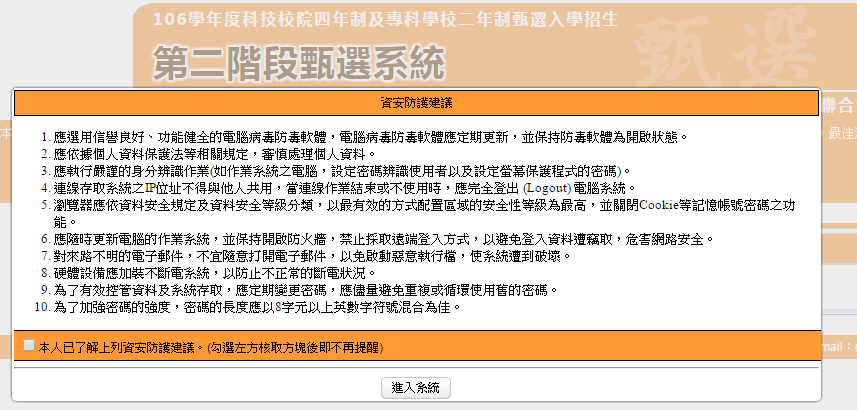 106學年度科技校院四年制及專科學校二年制甄選入學招生
第二階段甄選系統
甄選
聯合
本
最佳
資安防護建議
1. 應選用信譽良好、功能健全的電腦病毒防毒軟體，電腦病毒防毒軟體應定期更新，並保持防毒軟體為開啟狀態。
2. 應依據個人資料保護法等相關規定，審慎處理個人資料。
3. 應執行嚴謹的身分辨識作業(如作業系統之電腦，設定密碼辨識使用者以及設定螢幕保護程式的密碼)。
4. 連線存取系統之IP位址不得與他人共用，當連線作業結束或不使用時，應完全登出 (Logout) 電腦系統。
5. 瀏覽器應依資料安全規定及資料安全等級分類，以最有效的方式配置區域的安全性等級為最高，並關閉Cookie等記憶帳號密碼之功
能。
6. 應隨時更新電腦的作業系統，並保持開啟防火牆，禁止採取遠端登入方式，以避免登入資料遭竊取，危害網路安全。
7. 對來路不明的電子郵件，不宜隨意打開電子郵件，以免啟動惡意執行檔，使系統遭到破壞。
8. 硬體設備應加裝不斷電系統，以防止不正常的斷電狀況。
9. 為了有效控管資料及系統存取，應定期變更密碼，應儘量避免重複或循環使用舊的密碼。
10. 為了加強密碼的強度，密碼的長度應以8字元以上英數字符號混合為佳。
本人已了解上列資安防護建議。(勾選左方核取方塊後即不再提醒)
mail：
進入系統